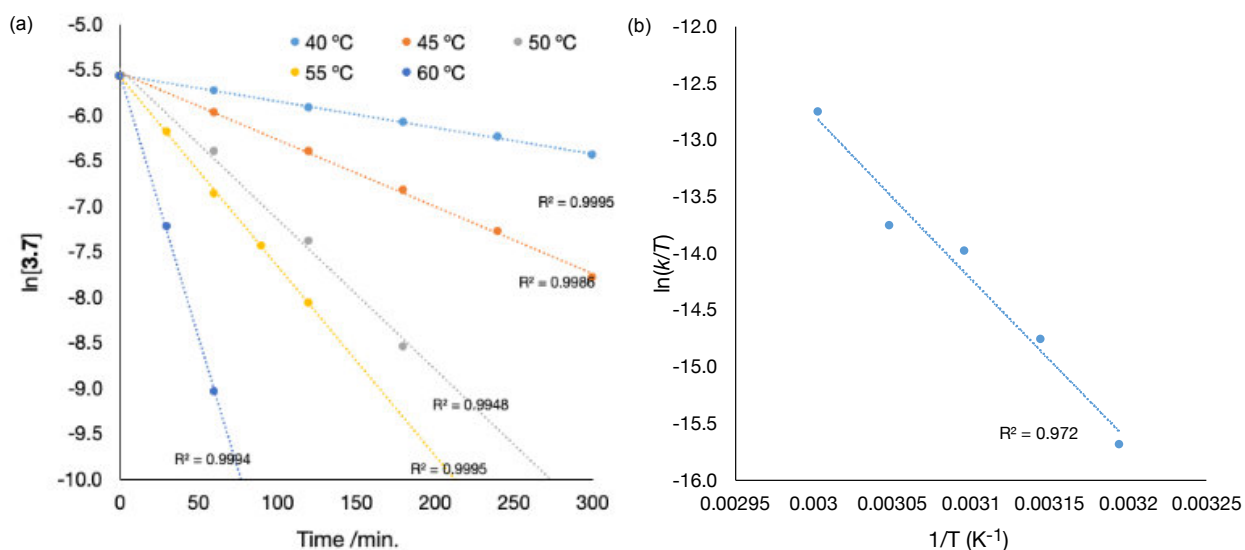 (a)
-5.0
-5.5
-6.0
-6.5
-7.0
-7.5
-8.0
-8.5
-9.0
-9.5
-10.0
ln[3.7]
40 ºC
45 ºC
50 ºC
55 ºC
60 ºC
R² = 0.9995
R² = 0.9986
R² = 0.9948
R² = 0.9994
R² = 0.9995
0 50 100 150 200 250 300
Time /min.
(b)
-12.0
-12.5
-13.0
-13.5
-14.0
-14.5
-15.0
-15.5
-16.0
ln(k/T)
R² = 0.972
0.00295 0.003 0.00305 0.0031 0.00315 0.0032 0.00325
1/T (K⁻¹)